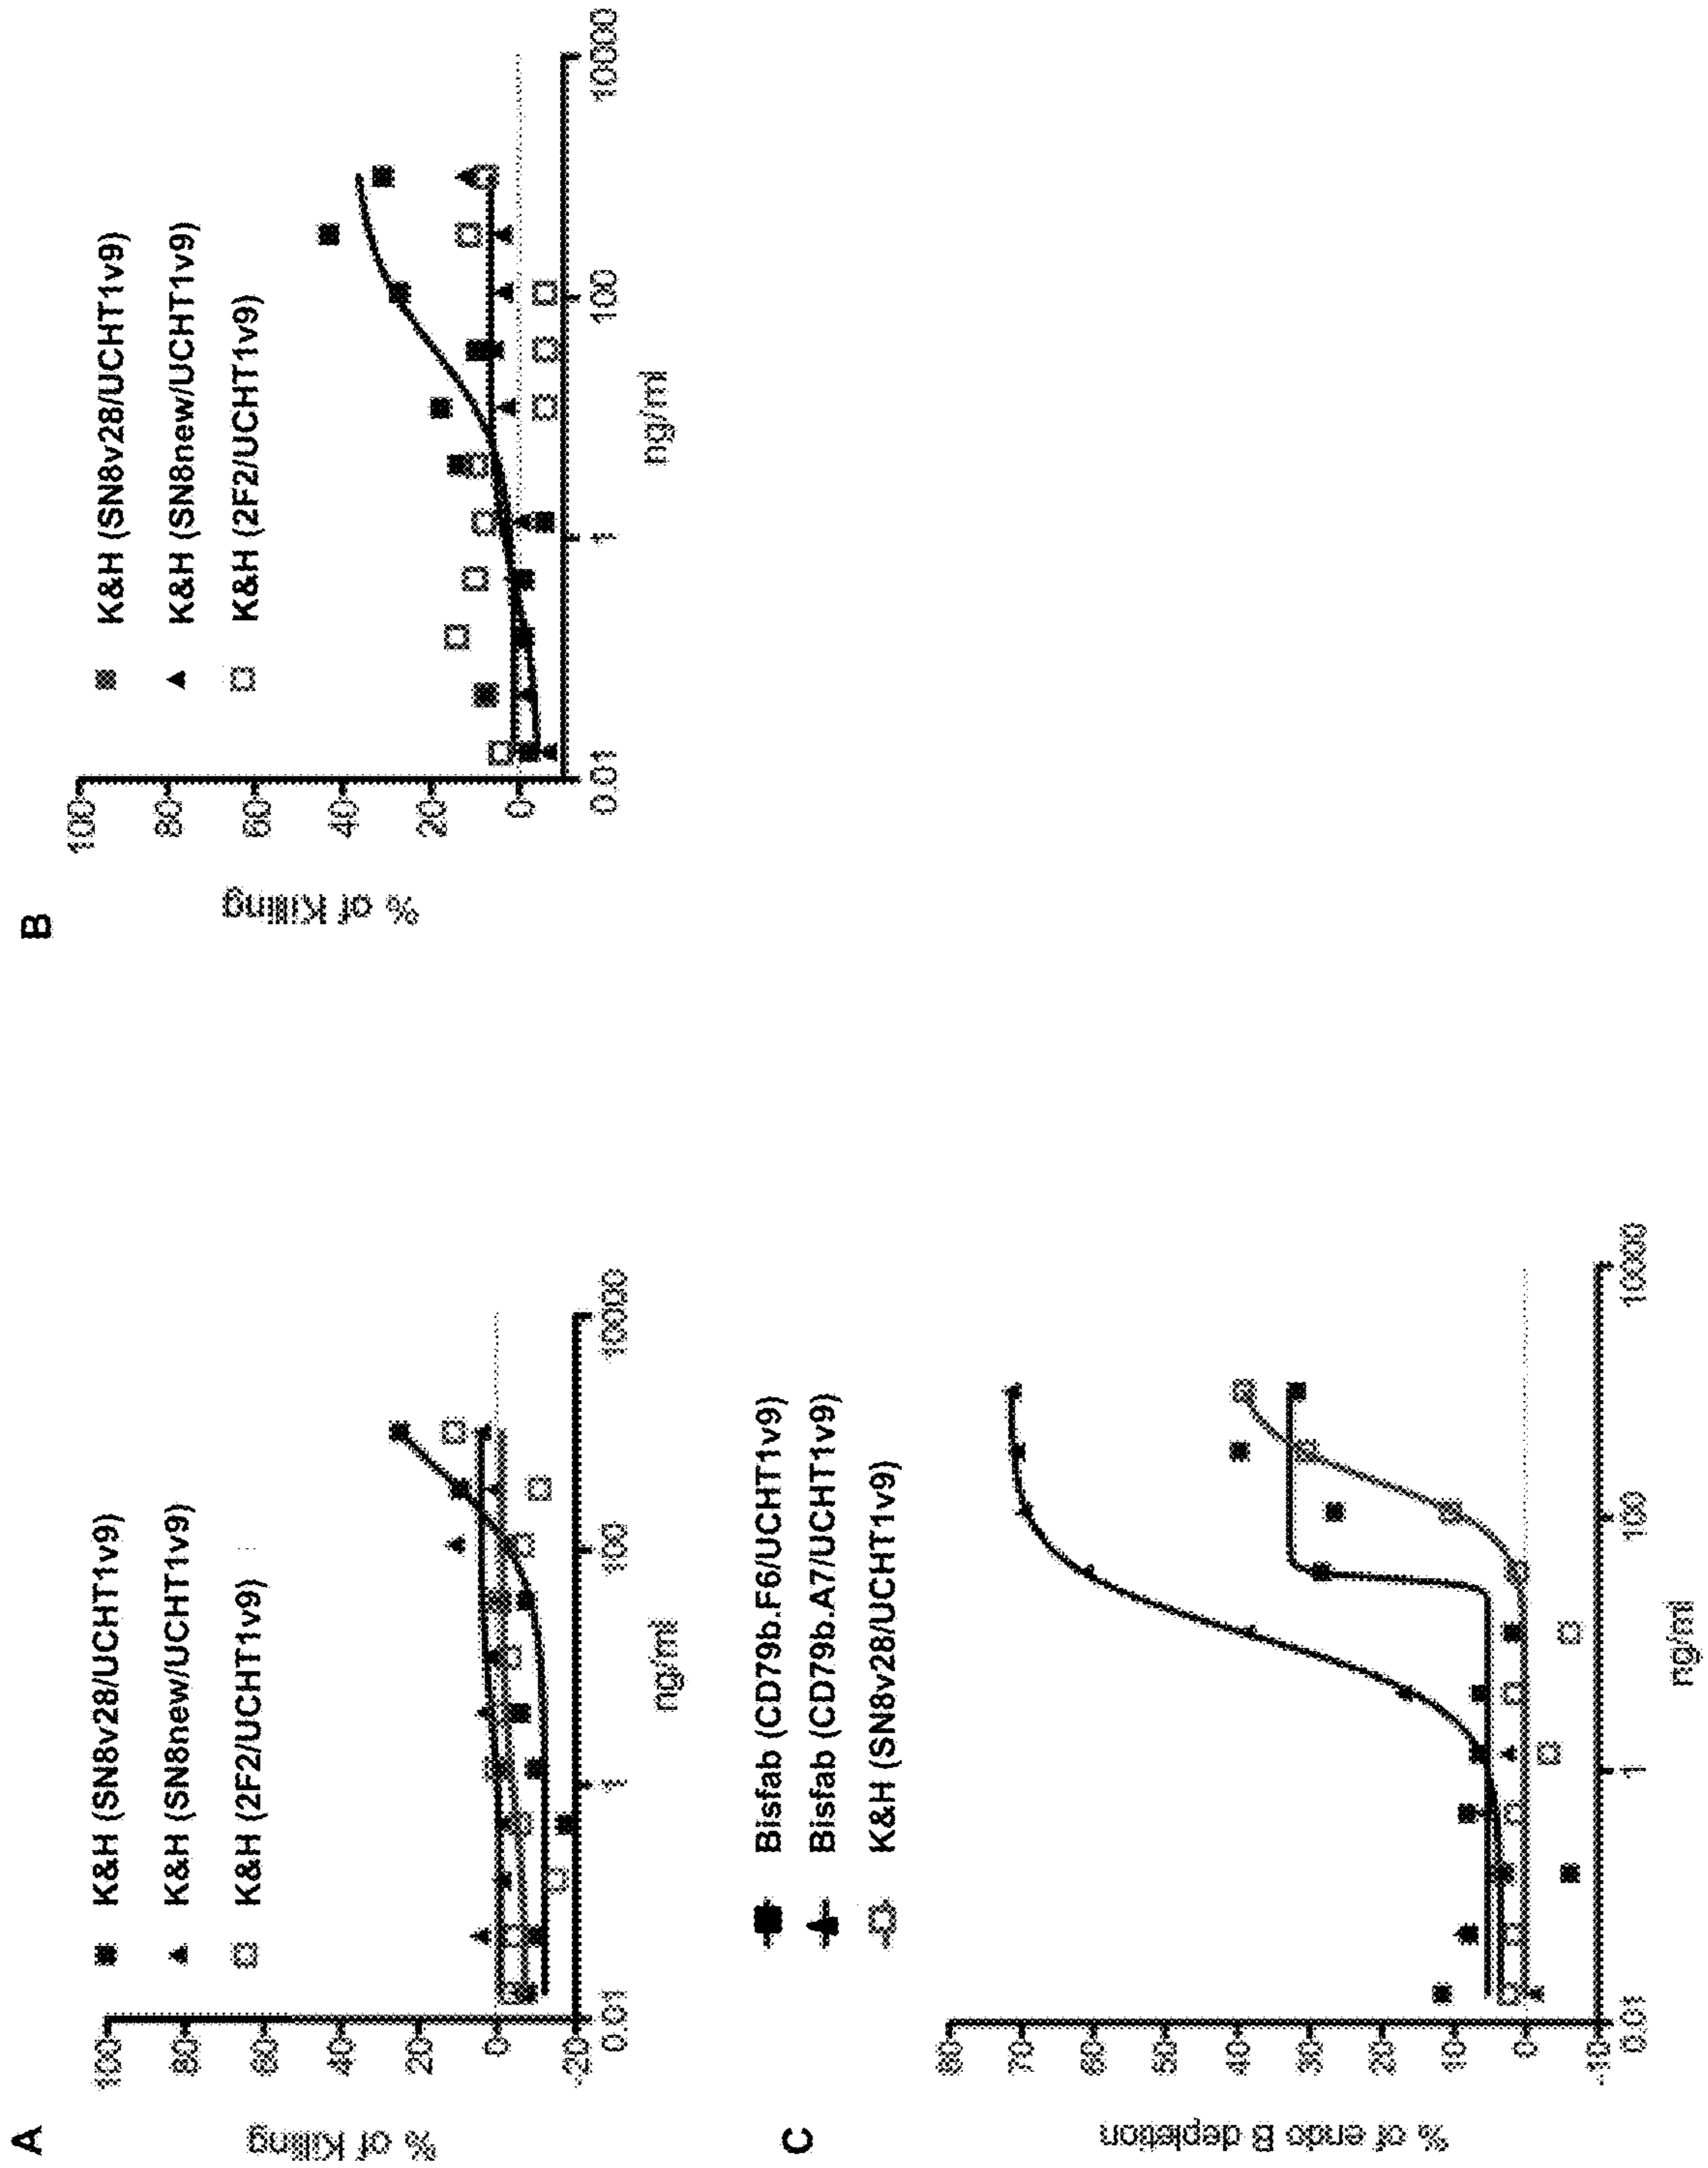 A
K&H (SN8v28/UCHT1v9)
K&H (SN8new/UCHT1v9)
K&H (2F2/UCHT1v9)
% of Killing
100
80
60
40
20
0
-20
0.01
1
100
10000
ng/ml
B
K&H (SN8v28/UCHT1v9)
K&H (SN8new/UCHT1v9)
K&H (2F2/UCHT1v9)
% of Killing
100
80
60
40
20
0
0.01
1
100
10000
ng/ml
C
Bisfab (CD79b.F6/UCHT1v9)
Bisfab (CD79b.A7/UCHT1v9)
K&H (SN8v28/UCHT1v9)
% of endo B depletion
80
70
60
50
40
30
20
10
0
-10
0.01
1
100
10000
ng/ml